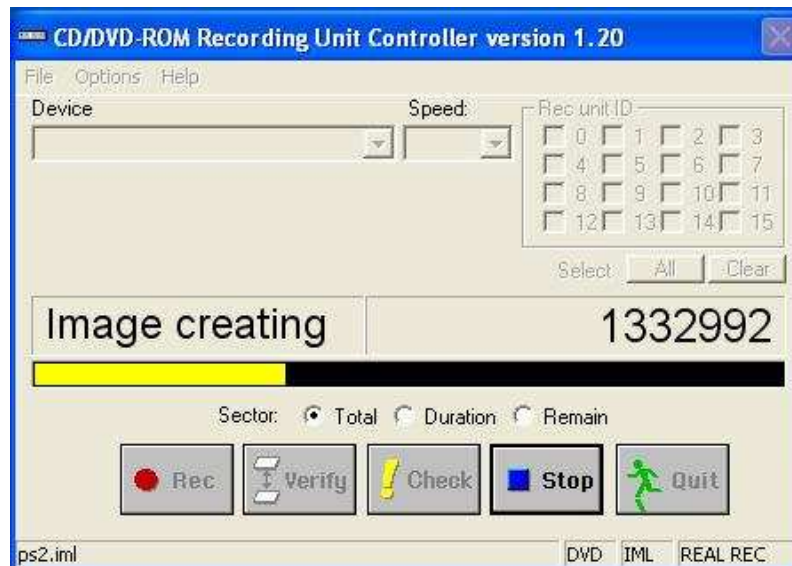 CD/DVD-ROM Recording Unit Controller version 1.20
File Options Help
Device Speed: Rec unit ID
0 1 2 3
4 5 6 7
8 9 10 11
12 13 14 15
Select All Clear
Image creating 1332992
Sector: Total Duration Remain
Rec Verify Check Stop Quit
ps2.iml DVD IML REAL REC